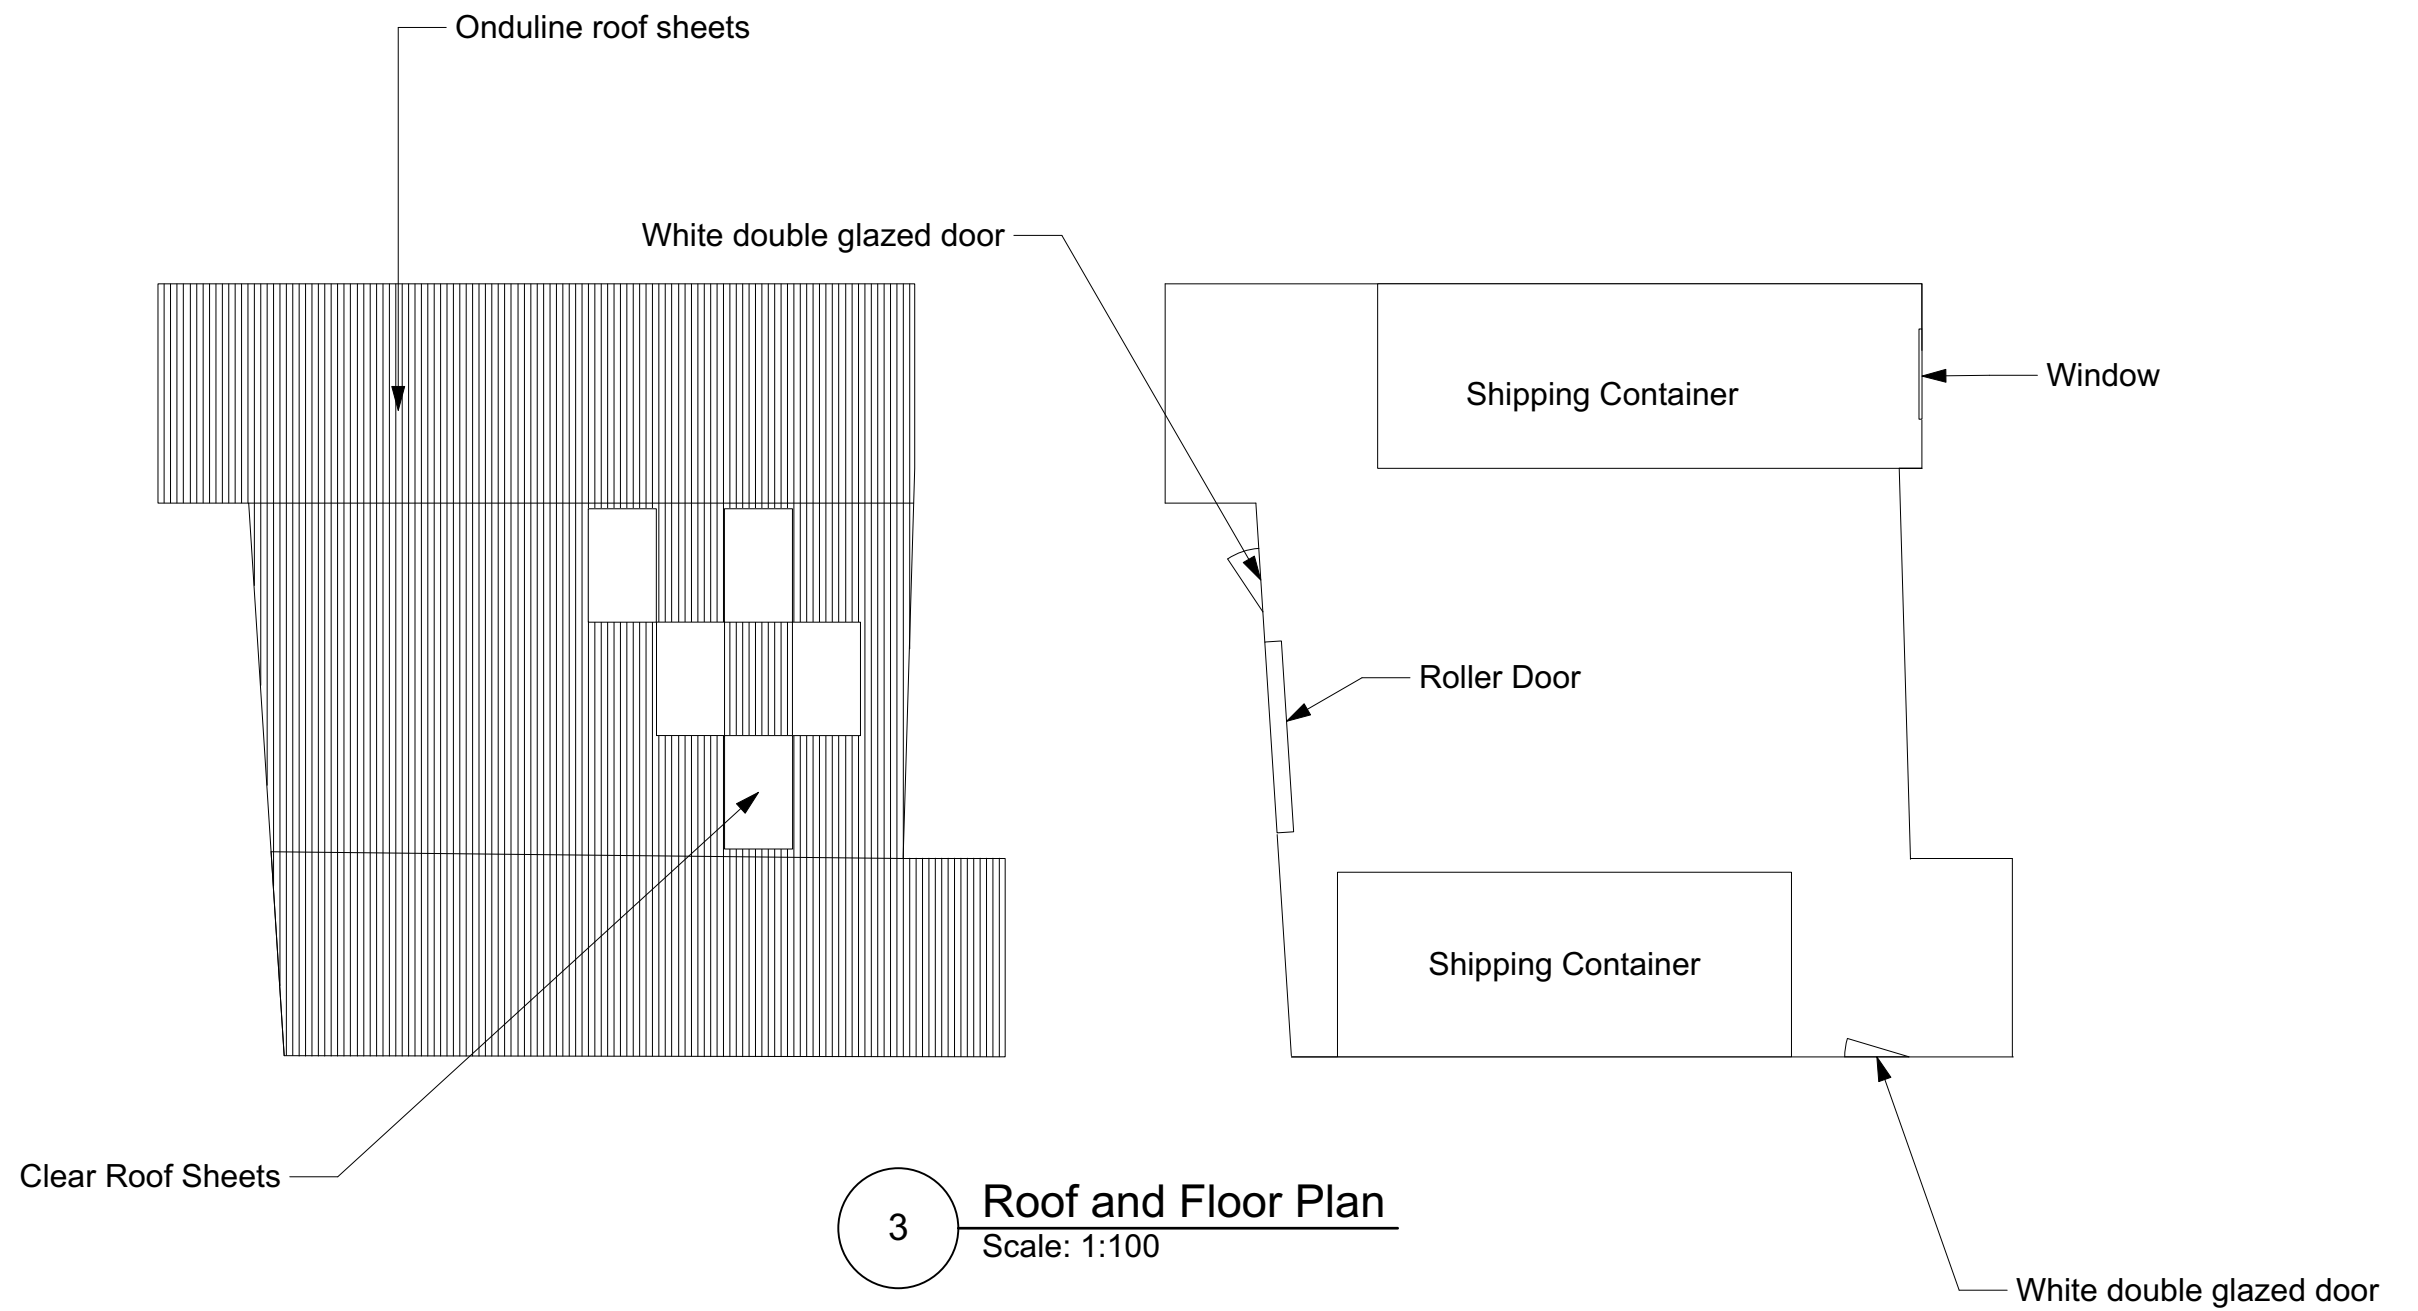 Onduline roof sheets
White double glazed door
Shipping Container
Window
Roller Door
Shipping Container
Clear Roof Sheets
3
Roof and Floor Plan
Scale: 1:100
White double glazed door